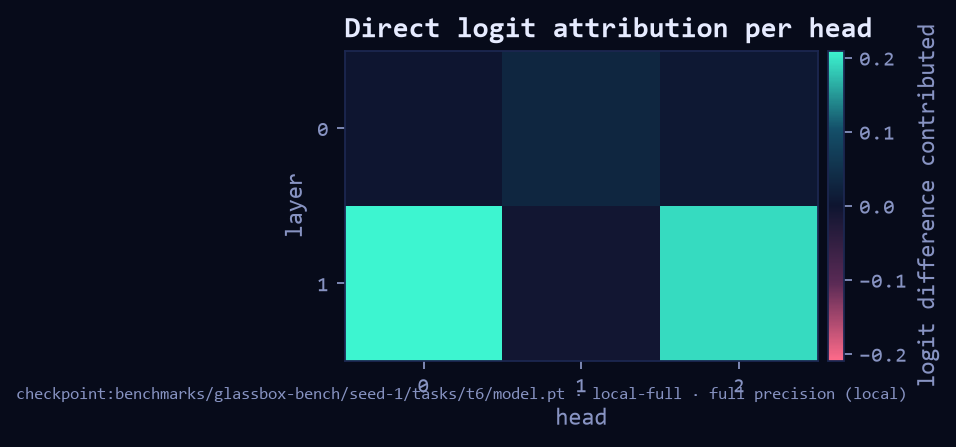 Direct logit attribution per head
0.2
0.1
0.0
−0.1
−0.2
logit difference contributed
0
1
layer
0 1 2
checkpoint:benchmarks/glassbox-bench/seed-1/tasks/t6/model.pt · local-full · full precision (local)
head